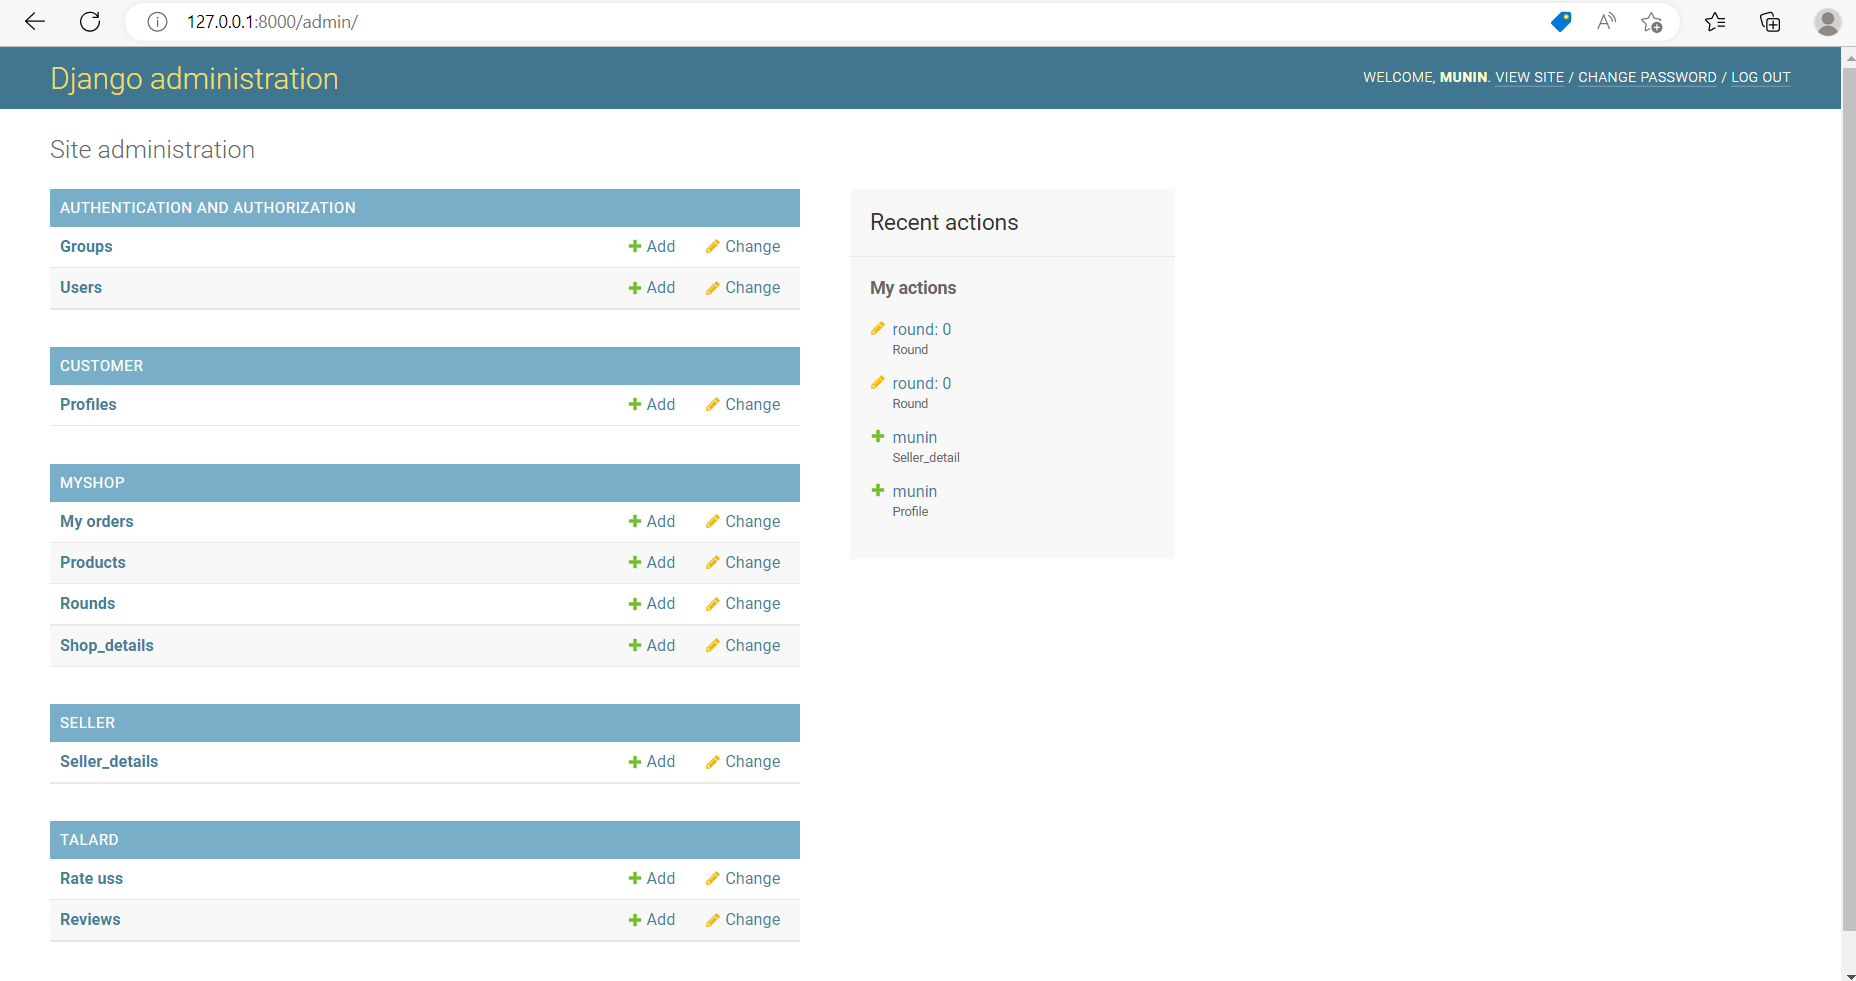 127.0.0.1:8000/admin/
Django administration
WELCOME, MUNIN. VIEW SITE / CHANGE PASSWORD / LOG OUT
Site administration
AUTHENTICATION AND AUTHORIZATION
Groups Add Change
Users Add Change
CUSTOMER
Profiles Add Change
MYSHOP
My orders Add Change
Products Add Change
Rounds Add Change
Shop_details Add Change
SELLER
Seller_details Add Change
TALARD
Rate uss Add Change
Reviews Add Change
Recent actions
My actions
round: 0
Round
round: 0
Round
munin
Seller_detail
munin
Profile